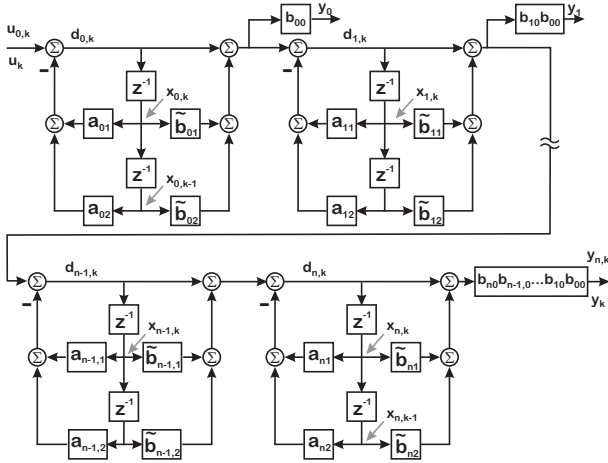 u0,k
uk
d0,k
Σ
Σ
b00
y0
z⁻¹
x0,k
a01
b̃01
Σ
Σ
z⁻¹
x0,k-1
a02
b̃02
Σ
d1,k
Σ
b10b00
y1
z⁻¹
x1,k
a11
b̃11
Σ
Σ
z⁻¹
a12
b̃12
Σ
dn-1,k
Σ
z⁻¹
xn-1,k
an-1,1
b̃n-1,1
Σ
Σ
z⁻¹
an-1,2
b̃n-1,2
Σ
dn,k
Σ
bn0bn-1,0...b10b00
yn,k
yk
z⁻¹
xn,k
an1
b̃n1
Σ
Σ
z⁻¹
xn,k-1
an2
b̃n2